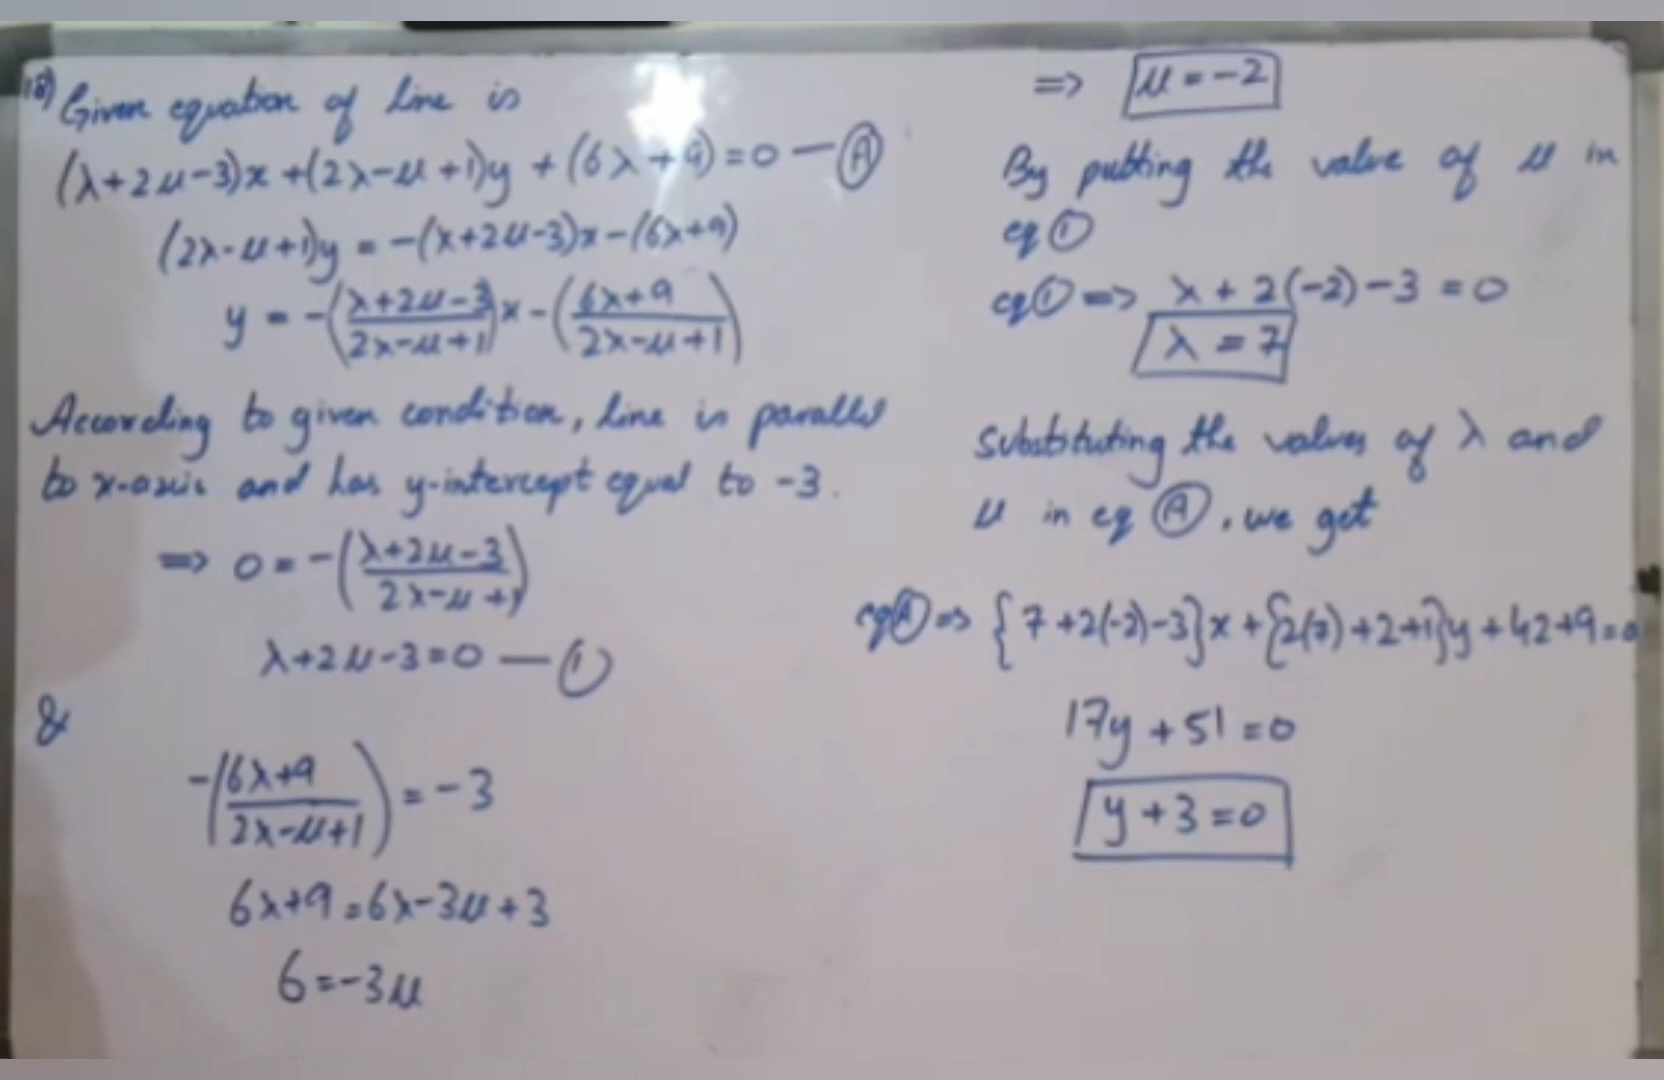 18) Given equation of line is
(λ+2μ-3)x+(2λ-μ+1)y+(6λ+9)=0 — Ⓐ
(2λ-μ+1)y = -(λ+2μ-3)x-(6λ+9)
y = -((λ+2μ-3)/(2λ-μ+1))x-((6λ+9)/(2λ-μ+1))
According to given condition, line is parallel
to x-axis and has y-intercept equal to -3.
=> 0=-((λ+2μ-3)/(2λ-μ+1))
λ+2μ-3=0 — ①
&
-((6λ+9)/(2λ-μ+1)) = -3
6λ+9=6λ-3μ+3
6=-3μ
=> μ=-2
By putting the value of μ in
eq ①
eq ① => λ+2(-2)-3=0
λ=7
Substituting the values of λ and
μ in eq Ⓐ, we get
eq Ⓐ => {7+2(-2)-3}x+{2(7)+2+1}y+42+9=0
17y+51=0
y+3=0